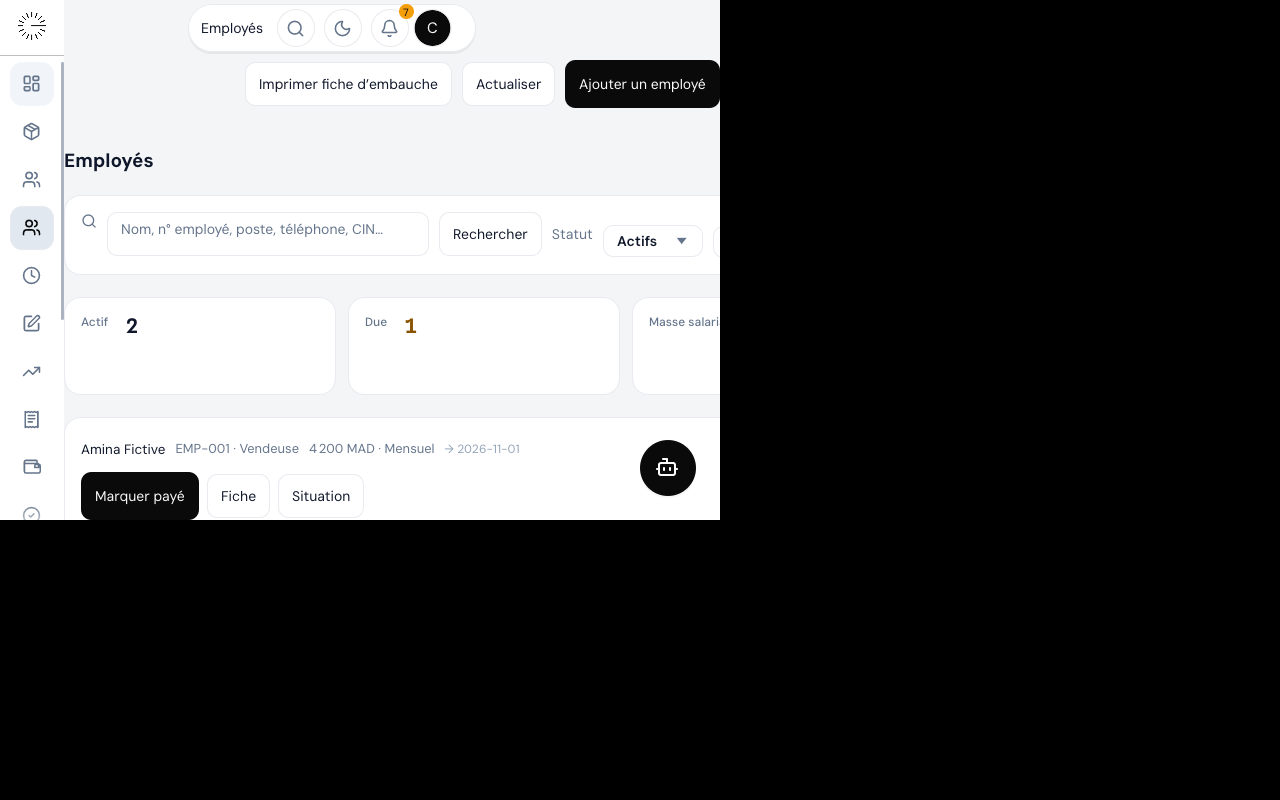 Employés
7
C
Imprimer fiche d’embauche
Actualiser
Ajouter un employé
Employés
Nom, n° employé, poste, téléphone, CIN…
Rechercher
Statut
Actifs
Actif 2
Due 1
Masse
Amina Fictive EMP-001 · Vendeuse 4 200 MAD · Mensuel → 2026-11-01
Marquer payé
Fiche
Situation